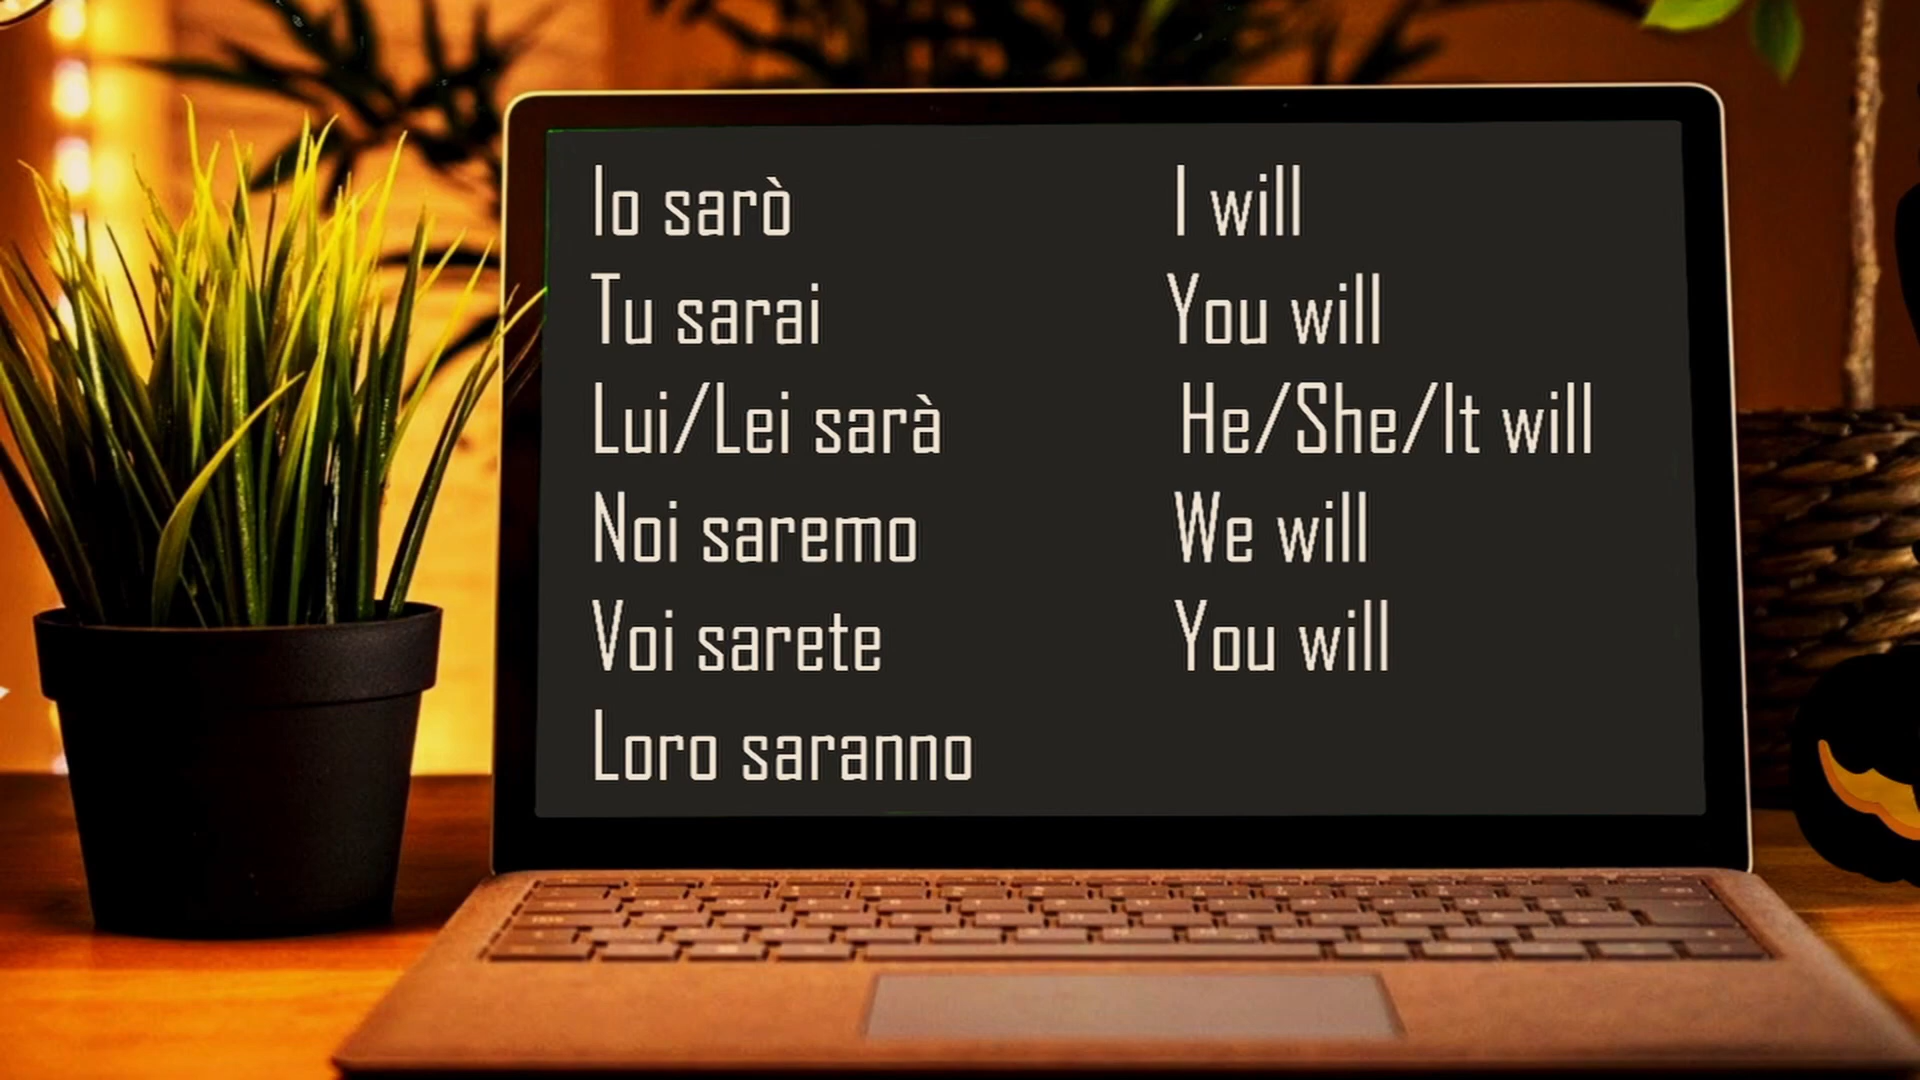 Io sarò I will
Tu sarai You will
Lui/Lei sarà He/She/It will
Noi saremo We will
Voi sarete You will
Loro saranno